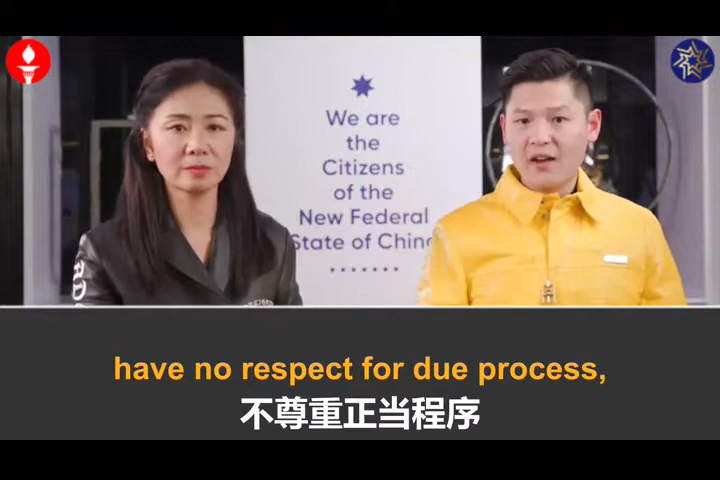 We are
the
Citizens
of the
New Federal
State of China
have no respect for due process,
不尊重正当程序